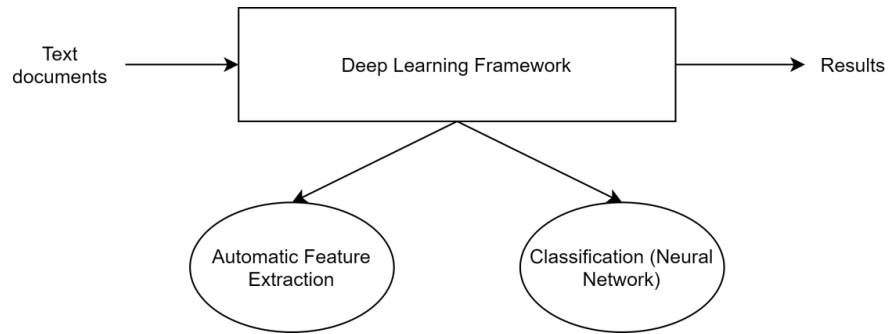 Text
documents
Deep Learning Framework
Results
Automatic Feature
Extraction
Classification (Neural
Network)